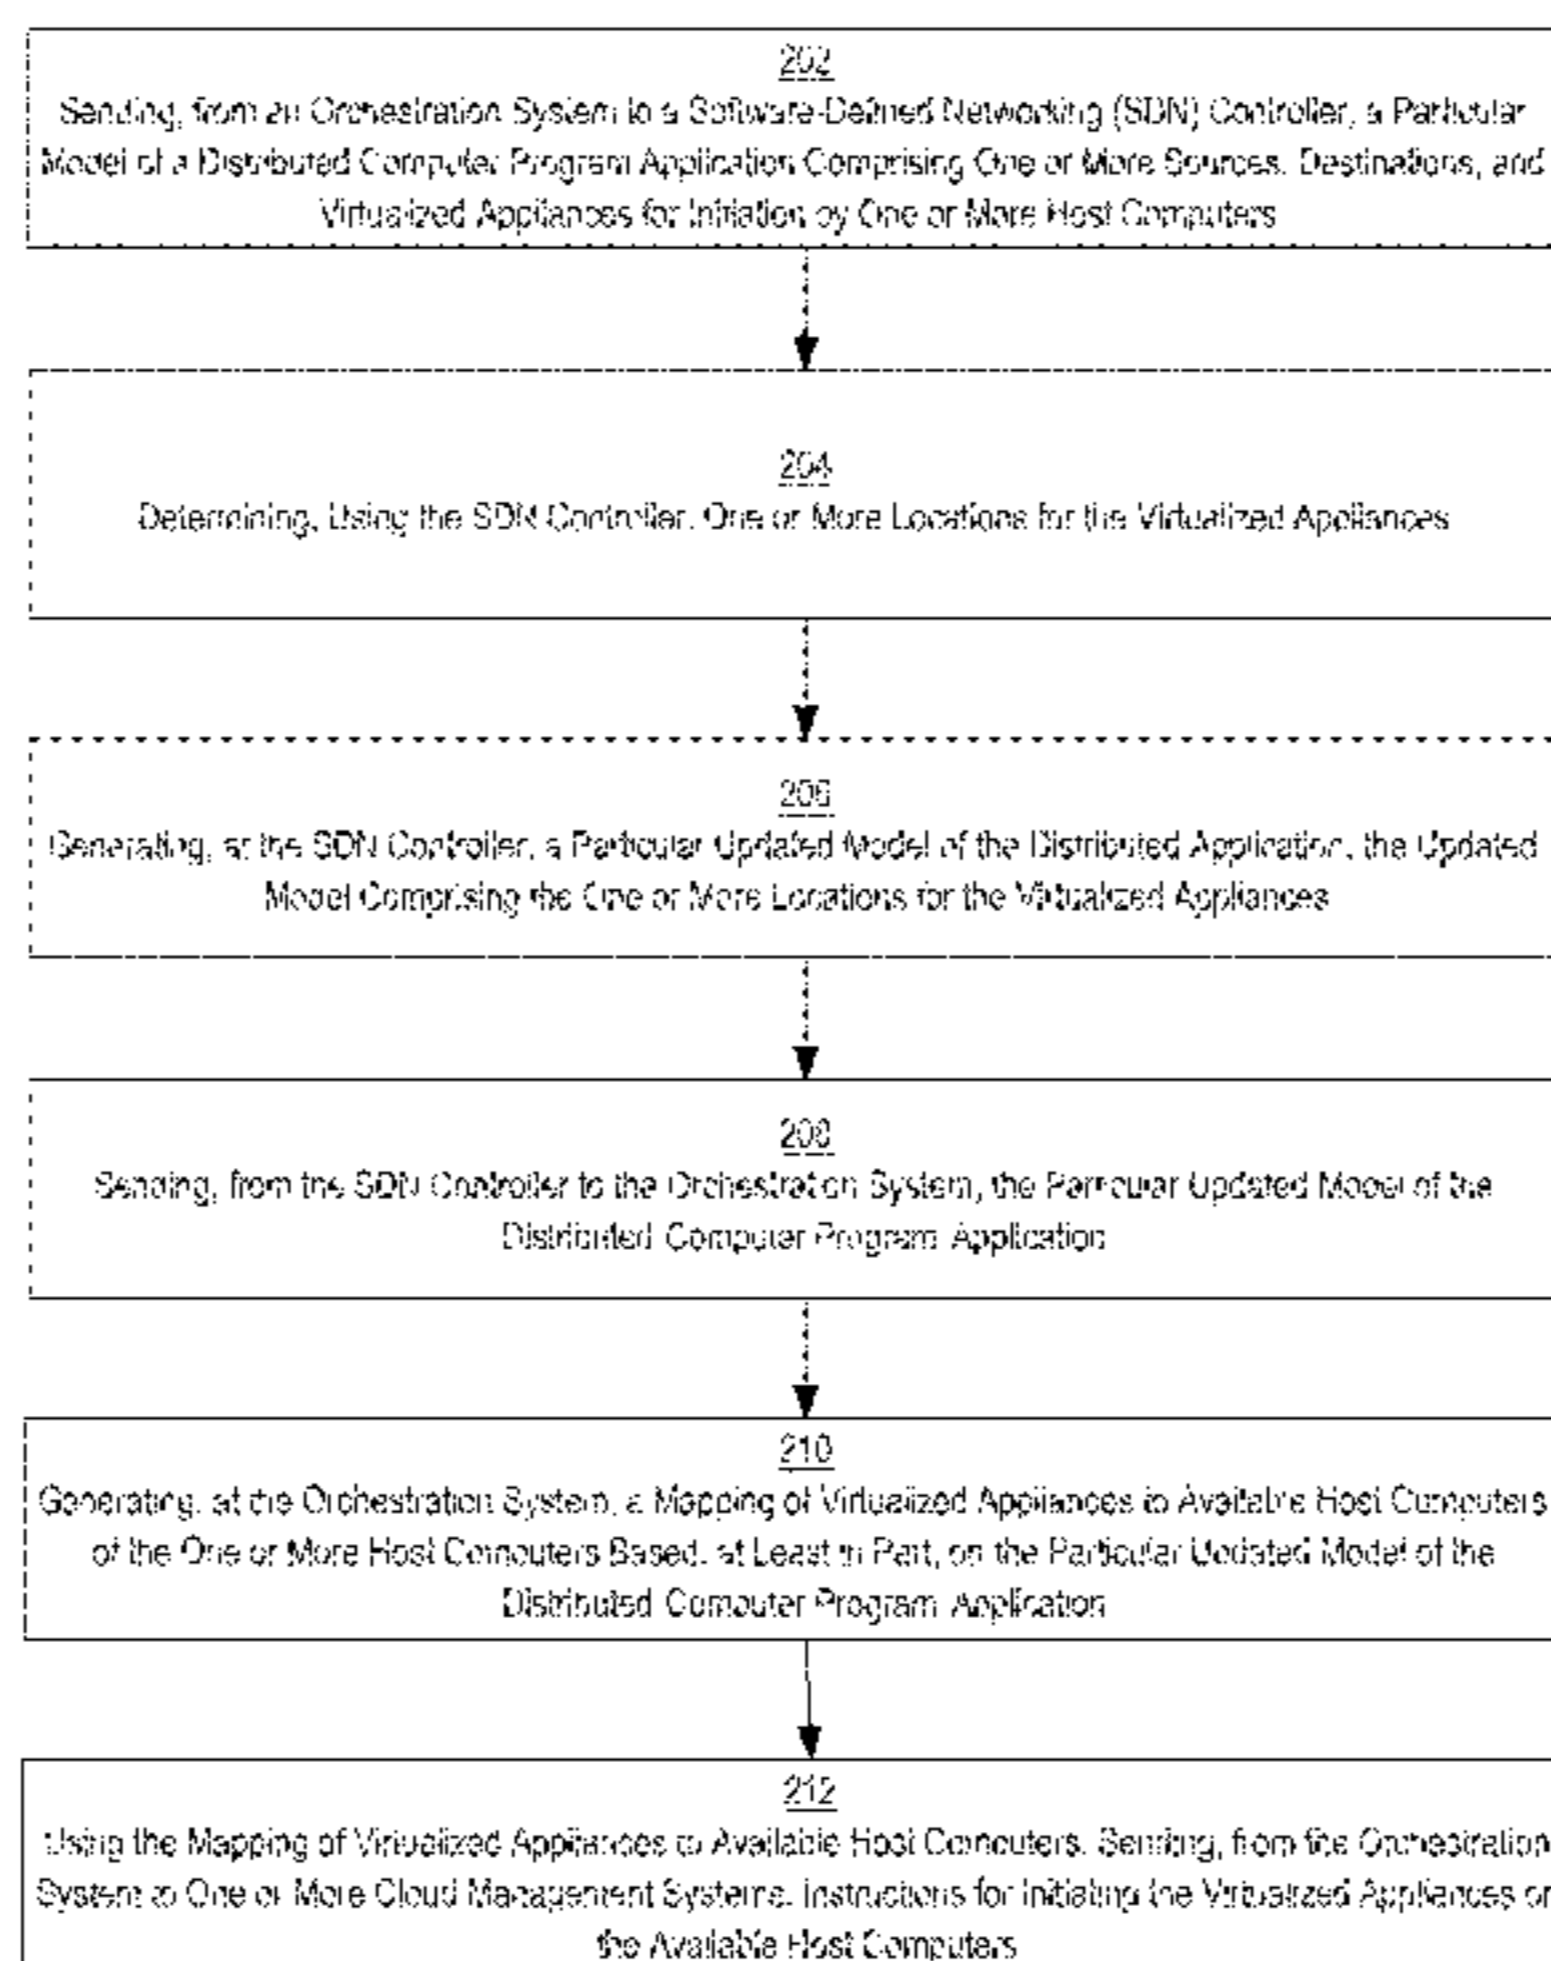 202
Sending, from an Orchestration System to a Software-Defined Networking (SDN) Controller, a Particular
Model of a Distributed Computer Program Application Comprising One or More Sources, Destinations, and
Virtualized Appliances for Initiation by One or More Host Computers
204
Determining, Using the SDN Controller, One or More Locations for the Virtualized Appliances
206
Generating, at the SDN Controller, a Particular Updated Model of the Distributed Application, the Updated
Model Comprising the One or More Locations for the Virtualized Appliances
208
Sending, from the SDN Controller to the Orchestration System, the Particular Updated Model of the
Distributed Computer Program Application
210
Generating, at the Orchestration System, a Mapping of Virtualized Appliances to Available Host Computers
of the One or More Host Computers Based, at Least in Part, on the Particular Updated Model of the
Distributed Computer Program Application
212
Using the Mapping of Virtualized Appliances to Available Host Computers, Sending, from the Orchestration
System to One or More Cloud Management Systems, Instructions for Initiating the Virtualized Appliances on
the Available Host Computers